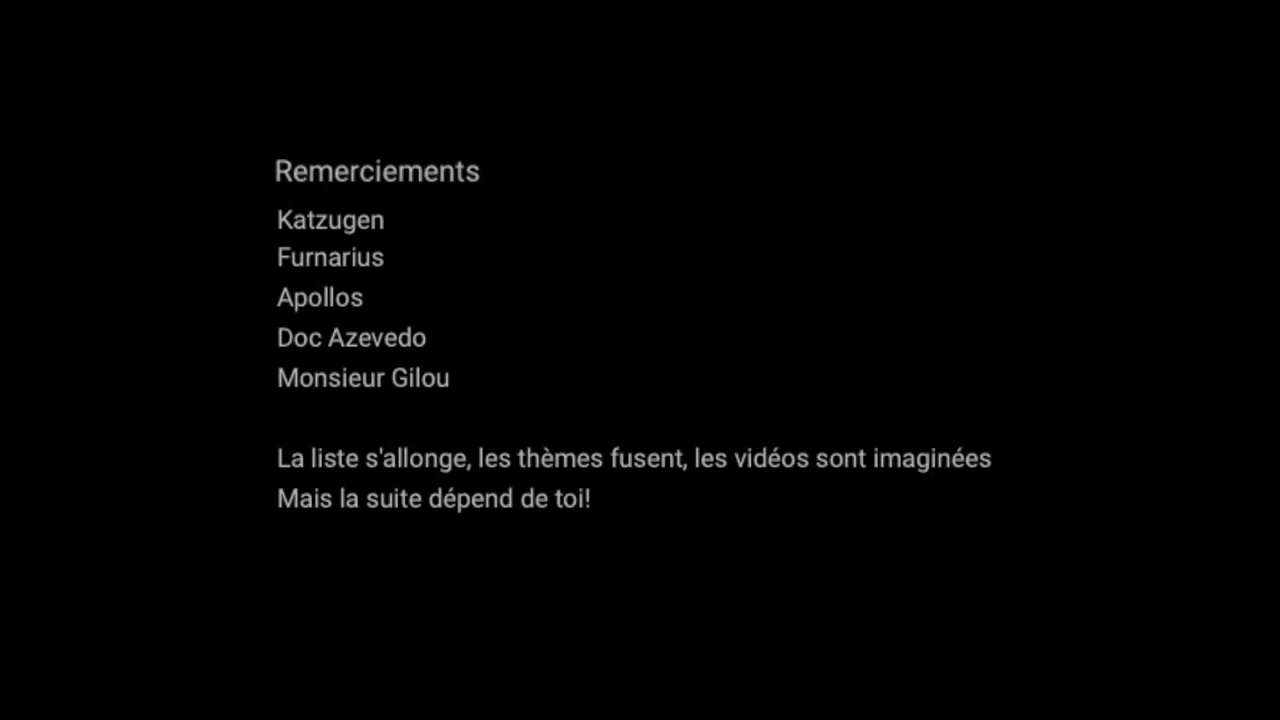 Remerciements
Katzugen
Furnarius
Apollos
Doc Azevedo
Monsieur Gilou
La liste s'allonge, les thèmes fusent, les vidéos sont imaginées
Mais la suite dépend de toi!